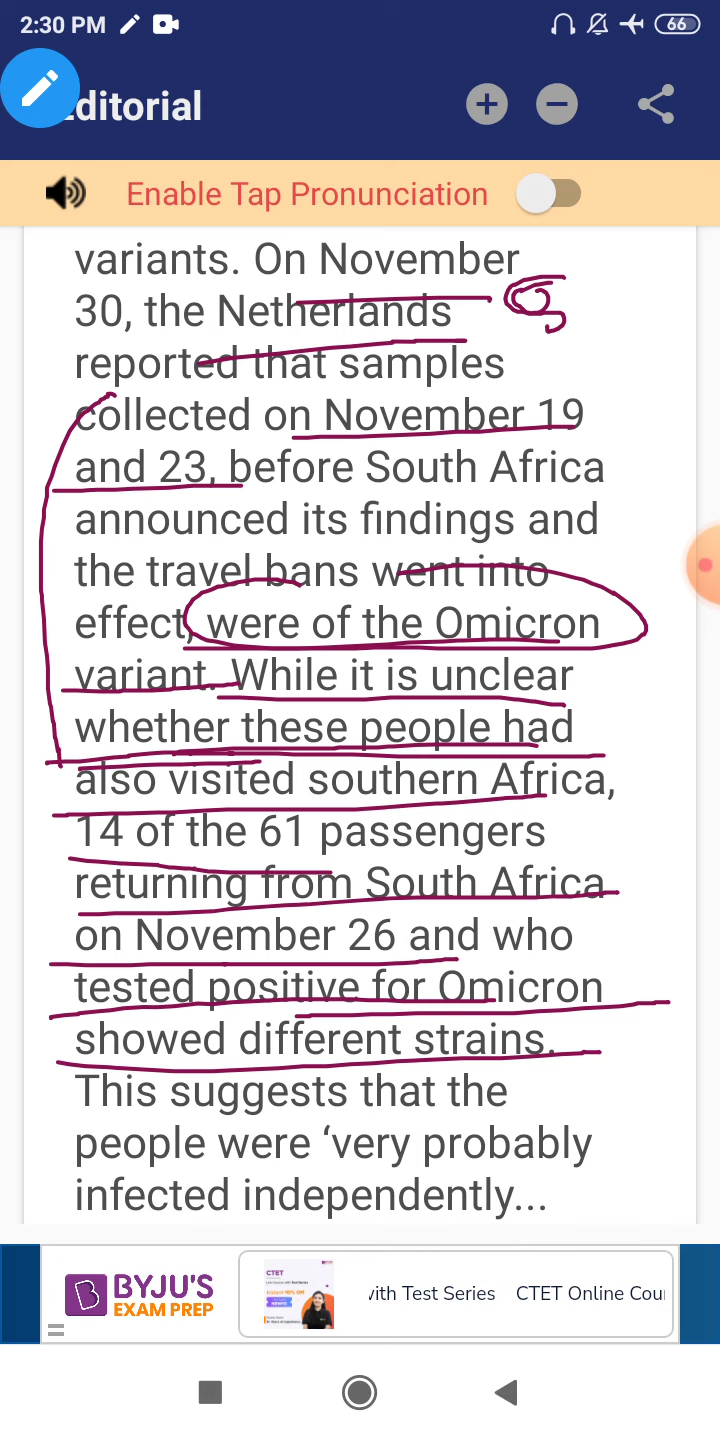 2:30 PM
66
ditorial
Enable Tap Pronunciation
variants. On November
30, the Netherlands
reported that samples
collected on November 19
and 23, before South Africa
announced its findings and
the travel bans went into
effect, were of the Omicron
variant. While it is unclear
whether these people had
also visited southern Africa,
14 of the 61 passengers
returning from South Africa
on November 26 and who
tested positive for Omicron
showed different strains.
This suggests that the
people were ‘very probably
infected independently...
BYJU'S
EXAM PREP
CTET
vith Test Series CTET Online Cou